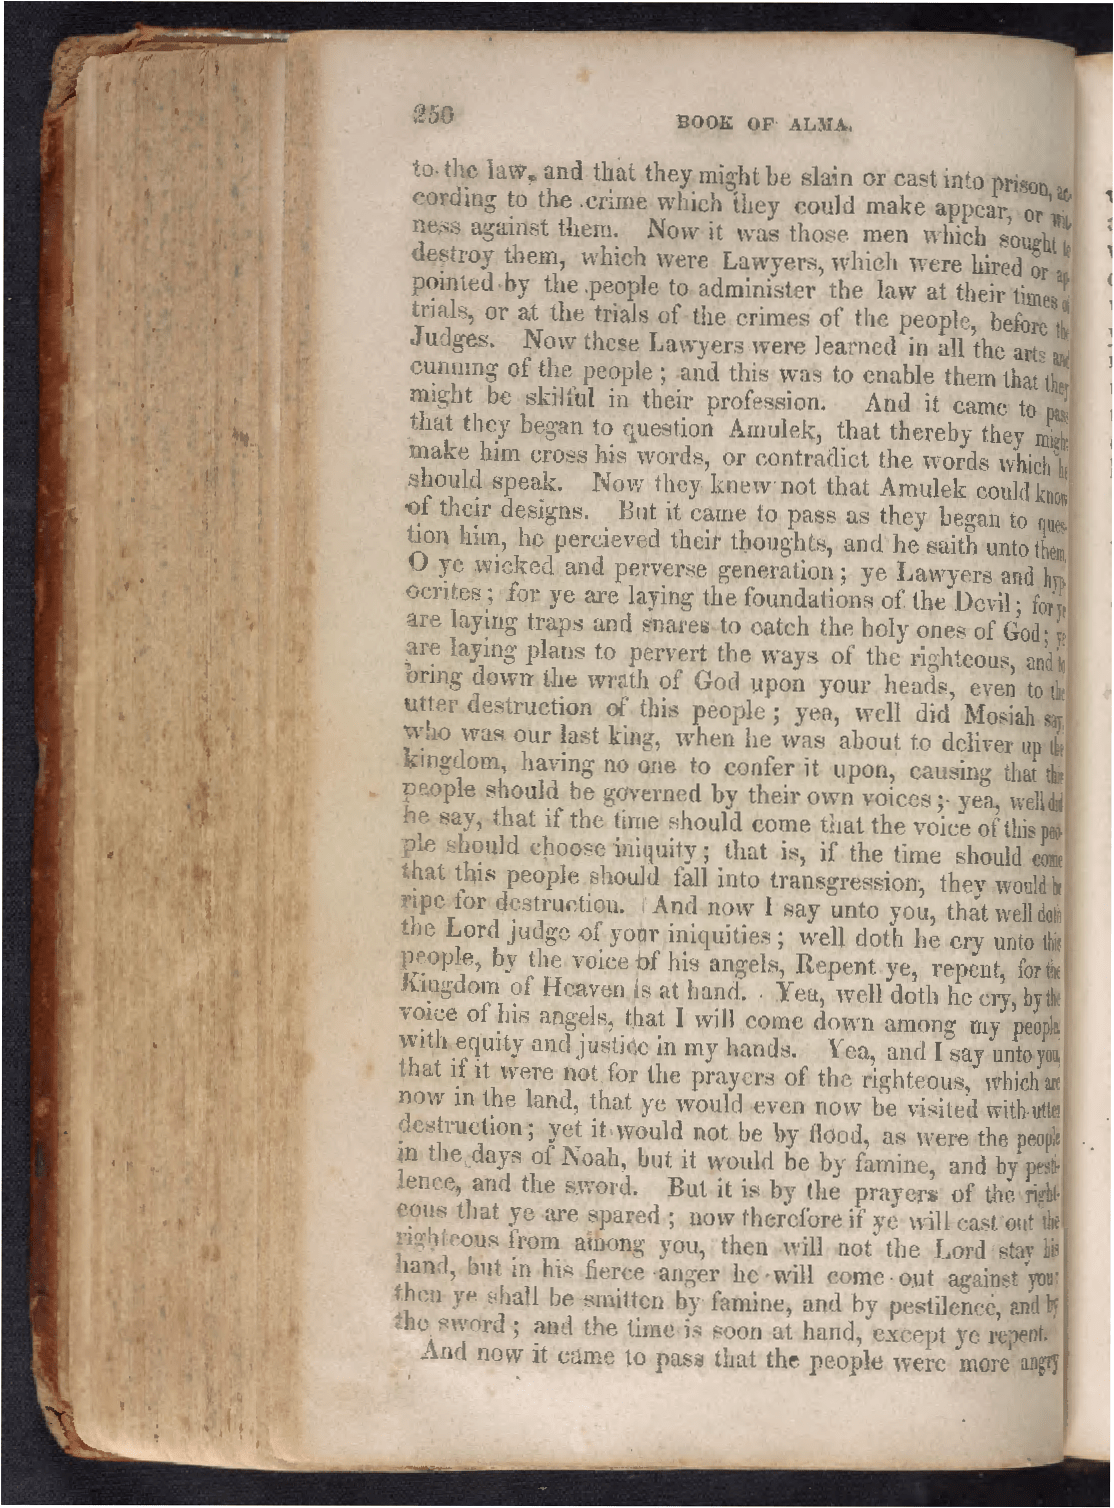 250
BOOK OF ALMA.
to the law, and that they might be slain or cast into prison, ac-
cording to the crime which they could make appear, or wit-
ness against them. Now it was those men which sought to
destroy them, which were Lawyers, which were hired or ap-
pointed by the people to administer the law at their times of
trials, or at the trials of the crimes of the people, before the
Judges. Now these Lawyers were learned in all the arts and
cunning of the people; and this was to enable them that they
might be skilful in their profession. And it came to pass
that they began to question Amulek, that thereby they might
make him cross his words, or contradict the words which he
should speak. Now they knew not that Amulek could know
of their designs. But it came to pass as they began to ques-
tion him, he percieved their thoughts, and he saith unto them,
O ye wicked and perverse generation; ye Lawyers and hyp-
ocrites; for ye are laying the foundations of the Devil; for ye
are laying traps and snares to catch the holy ones of God; ye
are laying plans to pervert the ways of the righteous, and to
bring down the wrath of God upon your heads, even to the
utter destruction of this people; yea, well did Mosiah say,
who was our last king, when he was about to deliver up the
kingdom, having no one to confer it upon, causing that this
people should be governed by their own voices; yea, well did
he say, that if the time should come that the voice of this peo-
ple should choose iniquity; that is, if the time should come
that this people should fall into transgression, they would be
ripe for destruction. And now I say unto you, that well doth
the Lord judge of your iniquities; well doth he cry unto this
people, by the voice of his angels, Repent ye, repent, for the
Kingdom of Heaven is at hand. Yea, well doth he cry, by the
voice of his angels, that I will come down among my people,
with equity and justice in my hands. Yea, and I say unto you,
that if it were not for the prayers of the righteous, which are
now in the land, that ye would even now be visited with utter
destruction; yet it would not be by flood, as were the people
in the days of Noah, but it would be by famine, and by pesti-
lence, and the sword. But it is by the prayers of the right-
eous that ye are spared; now therefore if ye will cast out the
righteous from among you, then will not the Lord stay his
hand, but in his fierce anger he will come out against you:
then ye shall be smitten by famine, and by pestilence, and by
the sword; and the time is soon at hand, except ye repent.
And now it came to pass that the people were more angry